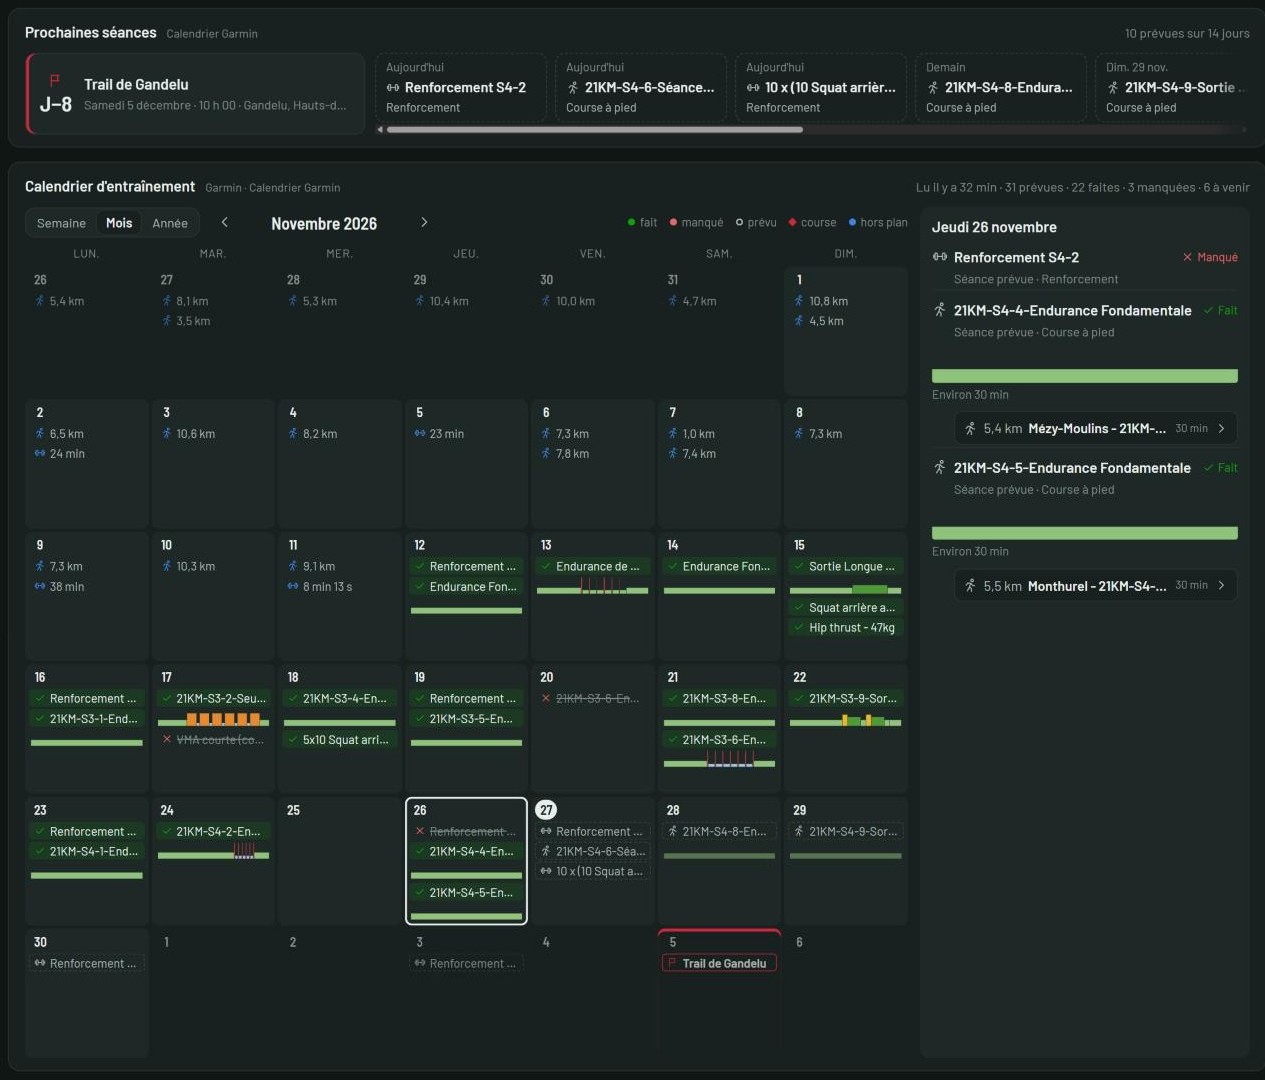 Prochaines séances Calendrier Garmin 10 prévues sur 14 jours
J-8
Trail de Gandelu
Samedi 5 décembre · 10 h 00 · Gandelu, Hauts-d...
Aujourd'hui
Renforcement S4-2
Renforcement
Aujourd'hui
21KM-S4-6-Séance...
Course à pied
Aujourd'hui
10 x (10 Squat arrièr...
Renforcement
Demain
21KM-S4-8-Endura...
Course à pied
Dim. 29 nov.
21KM-S4-9-Sortie ...
Course à pied
Calendrier d'entraînement Garmin · Calendrier Garmin Lu il y a 32 min · 31 prévues · 22 faites · 3 manquées · 6 à venir
Semaine Mois Année Novembre 2026 fait manqué prévu course hors plan
LUN. MAR. MER. JEU. VEN. SAM. DIM.
26
5,4 km
27
8,1 km
3,5 km
28
5,3 km
29
10,4 km
30
10,0 km
31
4,7 km
1
10,8 km
4,5 km
2
6,5 km
24 min
3
10,6 km
4
8,2 km
5
23 min
6
7,3 km
7,8 km
7
1,0 km
7,4 km
8
7,3 km
9
7,3 km
38 min
10
10,3 km
11
9,1 km
8 min 13 s
12
Renforcement ...
Endurance Fon...
13
Endurance de ...
14
Endurance Fon...
15
Sortie Longue ...
Squat arrière a...
Hip thrust - 47kg
16
Renforcement ...
21KM-S3-1-End...
17
21KM-S3-2-Seu...
VMA courte (co...
18
21KM-S3-4-En...
5x10 Squat arri...
19
Renforcement ...
21KM-S3-5-En...
20
21KM-S3-6-En...
21
21KM-S3-8-En...
21KM-S3-6-En...
22
21KM-S3-9-Sor...
23
Renforcement ...
21KM-S4-1-End...
24
21KM-S4-2-En...
25
26
Renforcement ...
21KM-S4-4-En...
21KM-S4-5-En...
27
Renforcement ...
21KM-S4-6-Séa...
10 x (10 Squat a...
28
21KM-S4-8-En...
29
21KM-S4-9-Sor...
30
Renforcement ...
1
2
3
Renforcement ...
4
5
Trail de Gandelu
6
Jeudi 26 novembre
Renforcement S4-2 Manqué
Séance prévue · Renforcement
21KM-S4-4-Endurance Fondamentale Fait
Séance prévue · Course à pied
Environ 30 min
5,4 km Mézy-Moulins - 21KM-... 30 min
21KM-S4-5-Endurance Fondamentale Fait
Séance prévue · Course à pied
Environ 30 min
5,5 km Monthurel - 21KM-S4-... 30 min